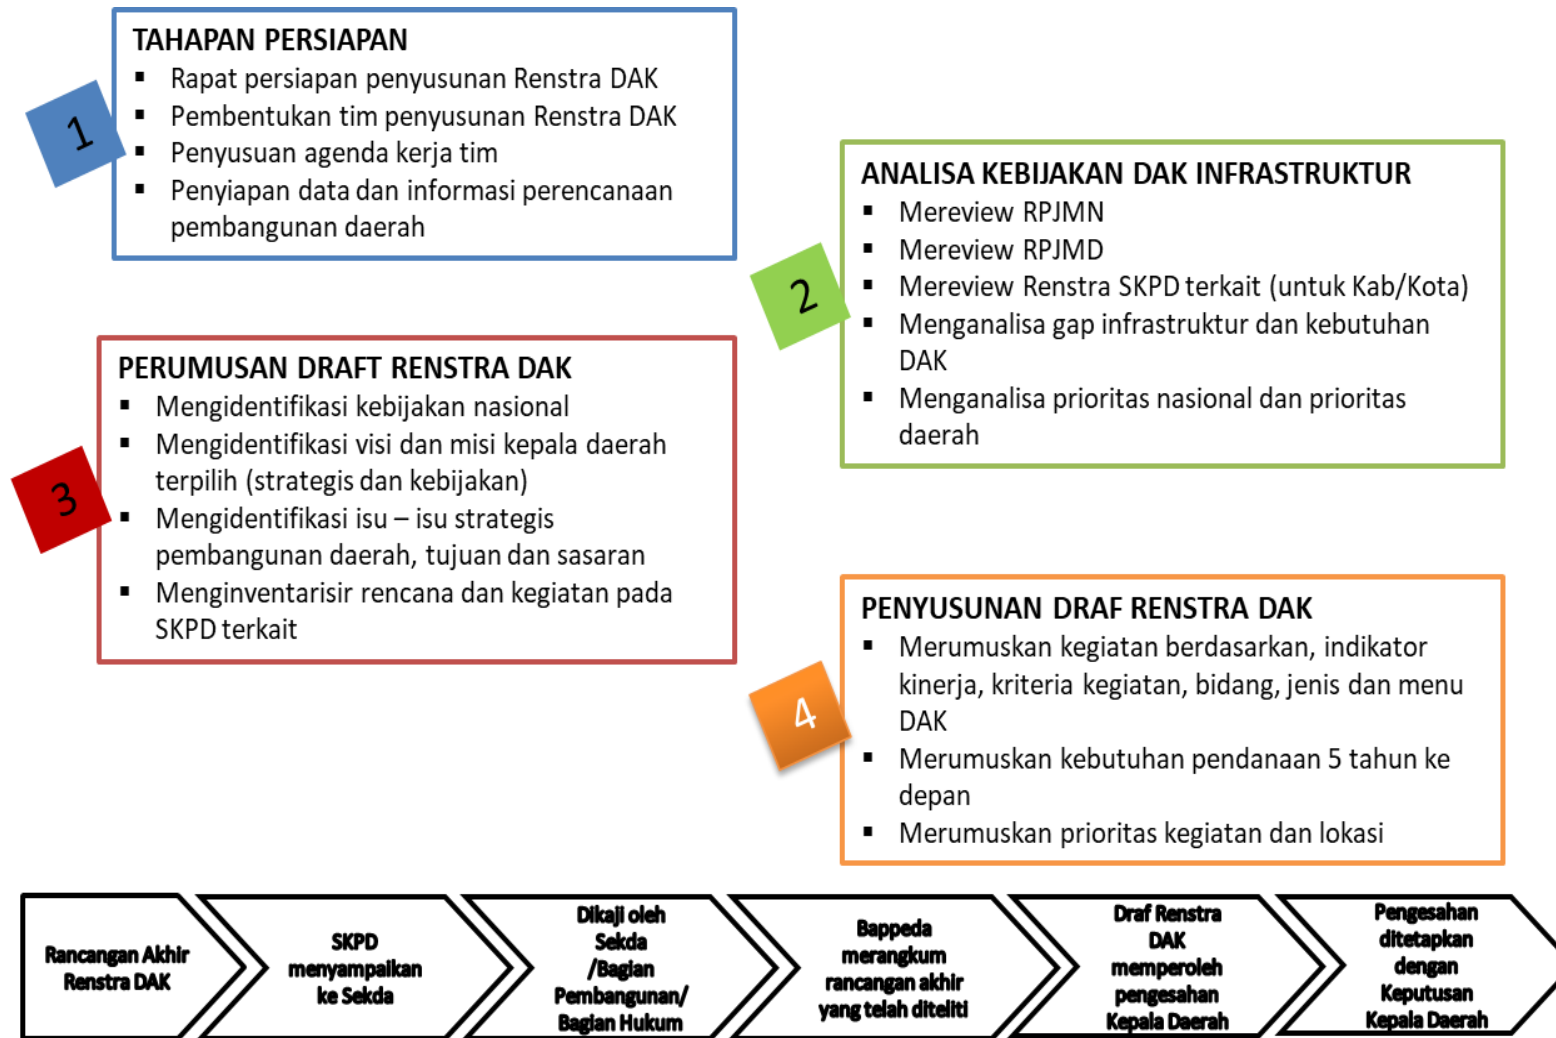 1
TAHAPAN PERSIAPAN
▪ Rapat persiapan penyusunan Renstra DAK
▪ Pembentukan tim penyusunan Renstra DAK
▪ Penyusuan agenda kerja tim
▪ Penyiapan data dan informasi perencanaan
pembangunan daerah
2
ANALISA KEBIJAKAN DAK INFRASTRUKTUR
▪ Mereview RPJMN
▪ Mereview RPJMD
▪ Mereview Renstra SKPD terkait (untuk Kab/Kota)
▪ Menganalisa gap infrastruktur dan kebutuhan
DAK
▪ Menganalisa prioritas nasional dan prioritas
daerah
3
PERUMUSAN DRAFT RENSTRA DAK
▪ Mengidentifikasi kebijakan nasional
▪ Mengidentifikasi visi dan misi kepala daerah
terpilih (strategis dan kebijakan)
▪ Mengidentifikasi isu – isu strategis
pembangunan daerah, tujuan dan sasaran
▪ Menginventarisir rencana dan kegiatan pada
SKPD terkait
4
PENYUSUNAN DRAF RENSTRA DAK
▪ Merumuskan kegiatan berdasarkan, indikator
kinerja, kriteria kegiatan, bidang, jenis dan menu
DAK
▪ Merumuskan kebutuhan pendanaan 5 tahun ke
depan
▪ Merumuskan prioritas kegiatan dan lokasi
Rancangan Akhir
Renstra DAK
SKPD
menyampaikan
ke Sekda
Dikaji oleh
Sekda
/Bagian
Pembangunan/
Bagian Hukum
Bappeda
merangkum
rancangan akhir
yang telah diteliti
Draf Renstra
DAK
memperoleh
pengesahan
Kepala Daerah
Pengesahan
ditetapkan
dengan
Keputusan
Kepala Daerah